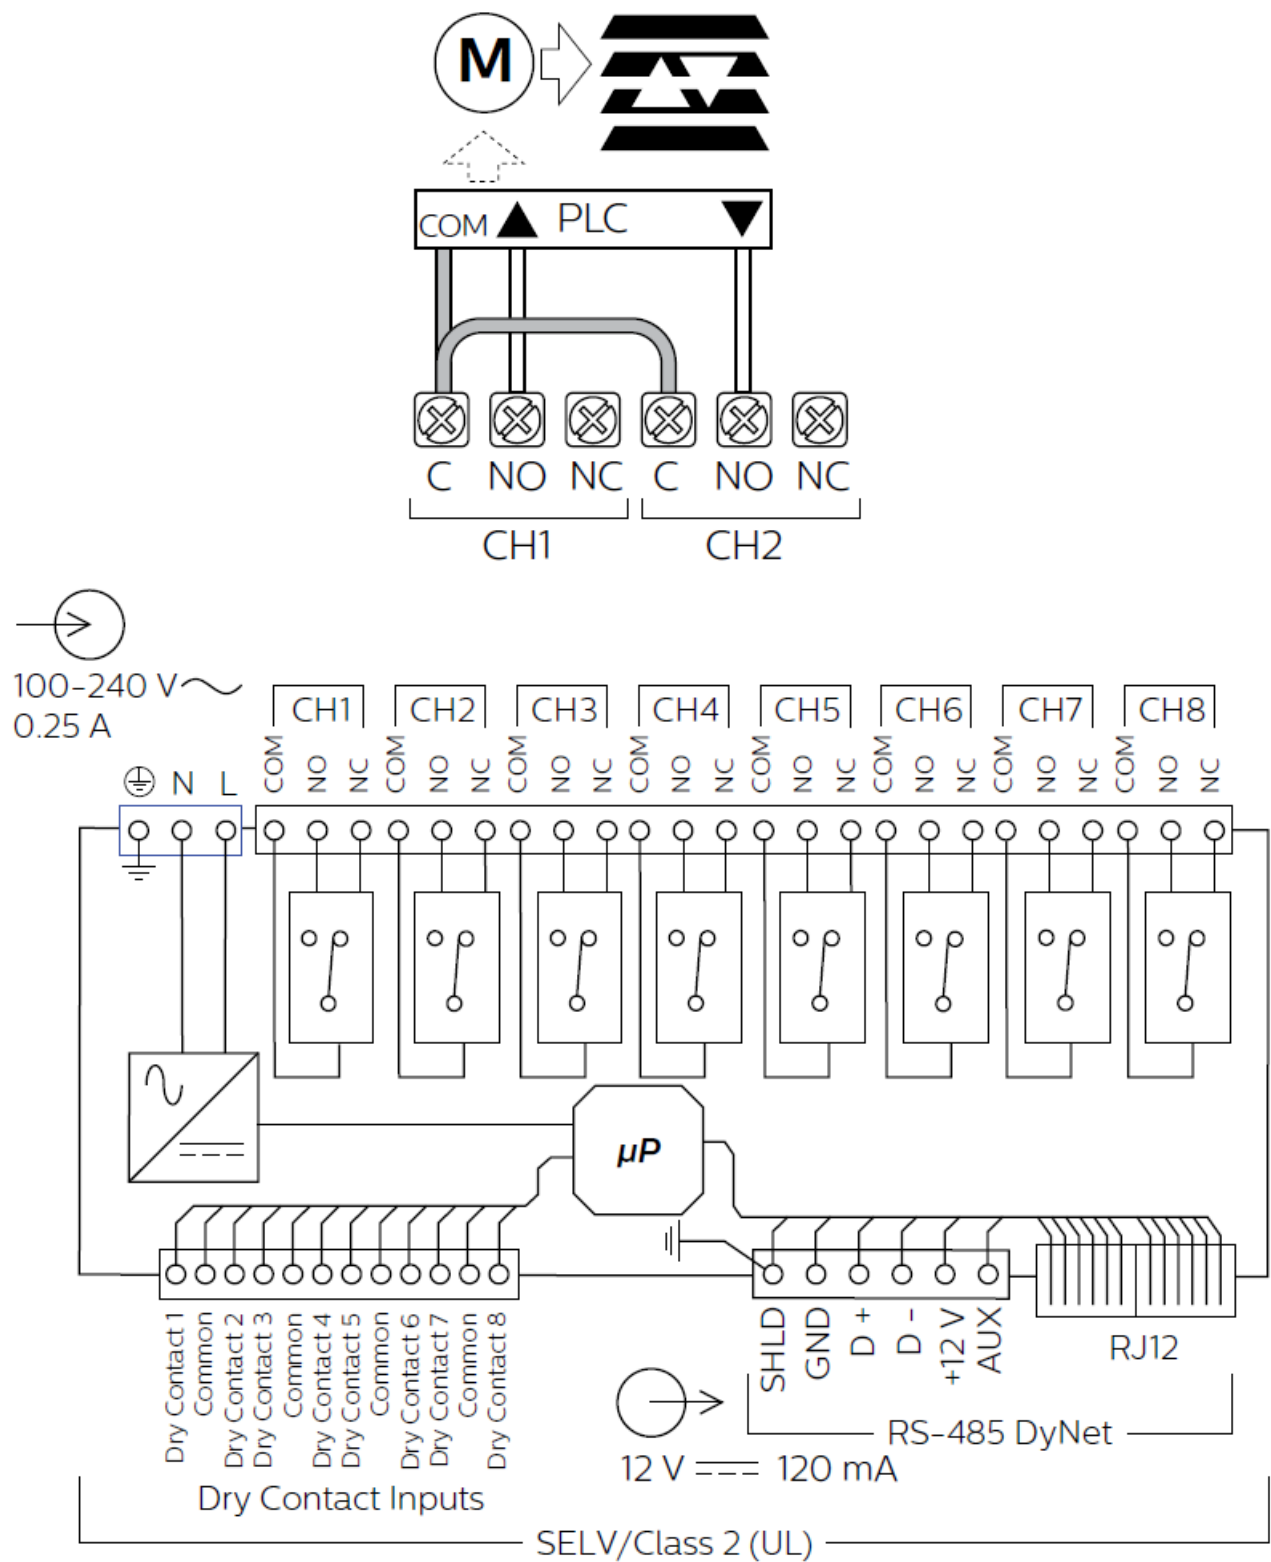 M
COM ▲ PLC ▼
C NO NC C NO NC
CH1 CH2
100-240 V
0.25 A
CH1 CH2 CH3 CH4 CH5 CH6 CH7 CH8
COM NO NC COM NO NC COM NO NC COM NO NC COM NO NC COM NO NC COM NO NC COM NO NC
N L
µP
Dry Contact 1
Common
Dry Contact 2
Dry Contact 3
Common
Dry Contact 4
Dry Contact 5
Common
Dry Contact 6
Dry Contact 7
Common
Dry Contact 8
SHLD
GND
D +
D -
+12 V
AUX
RJ12
RS-485 DyNet
12 V 120 mA
Dry Contact Inputs
SELV/Class 2 (UL)